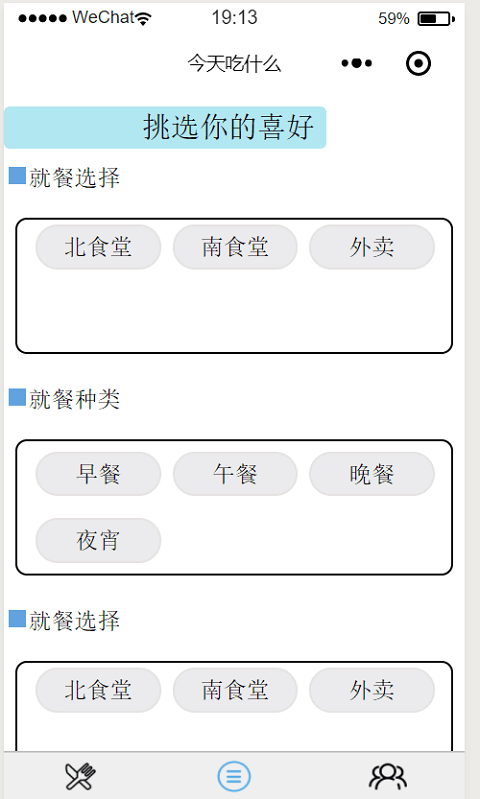 WeChat 19:13 59%
今天吃什么
挑选你的喜好
就餐选择
北食堂 南食堂 外卖
就餐种类
早餐 午餐 晚餐
夜宵
就餐选择
北食堂 南食堂 外卖